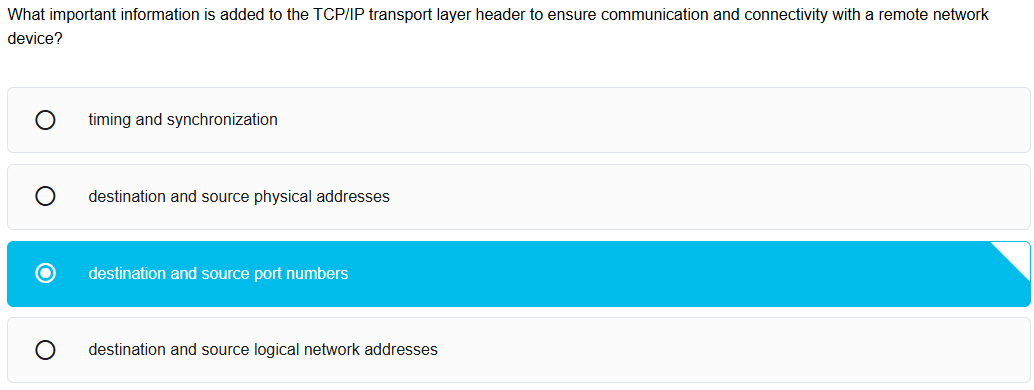 What important information is added to the TCP/IP transport layer header to ensure communication and connectivity with a remote network
device?
timing and synchronization
destination and source physical addresses
destination and source port numbers
destination and source logical network addresses